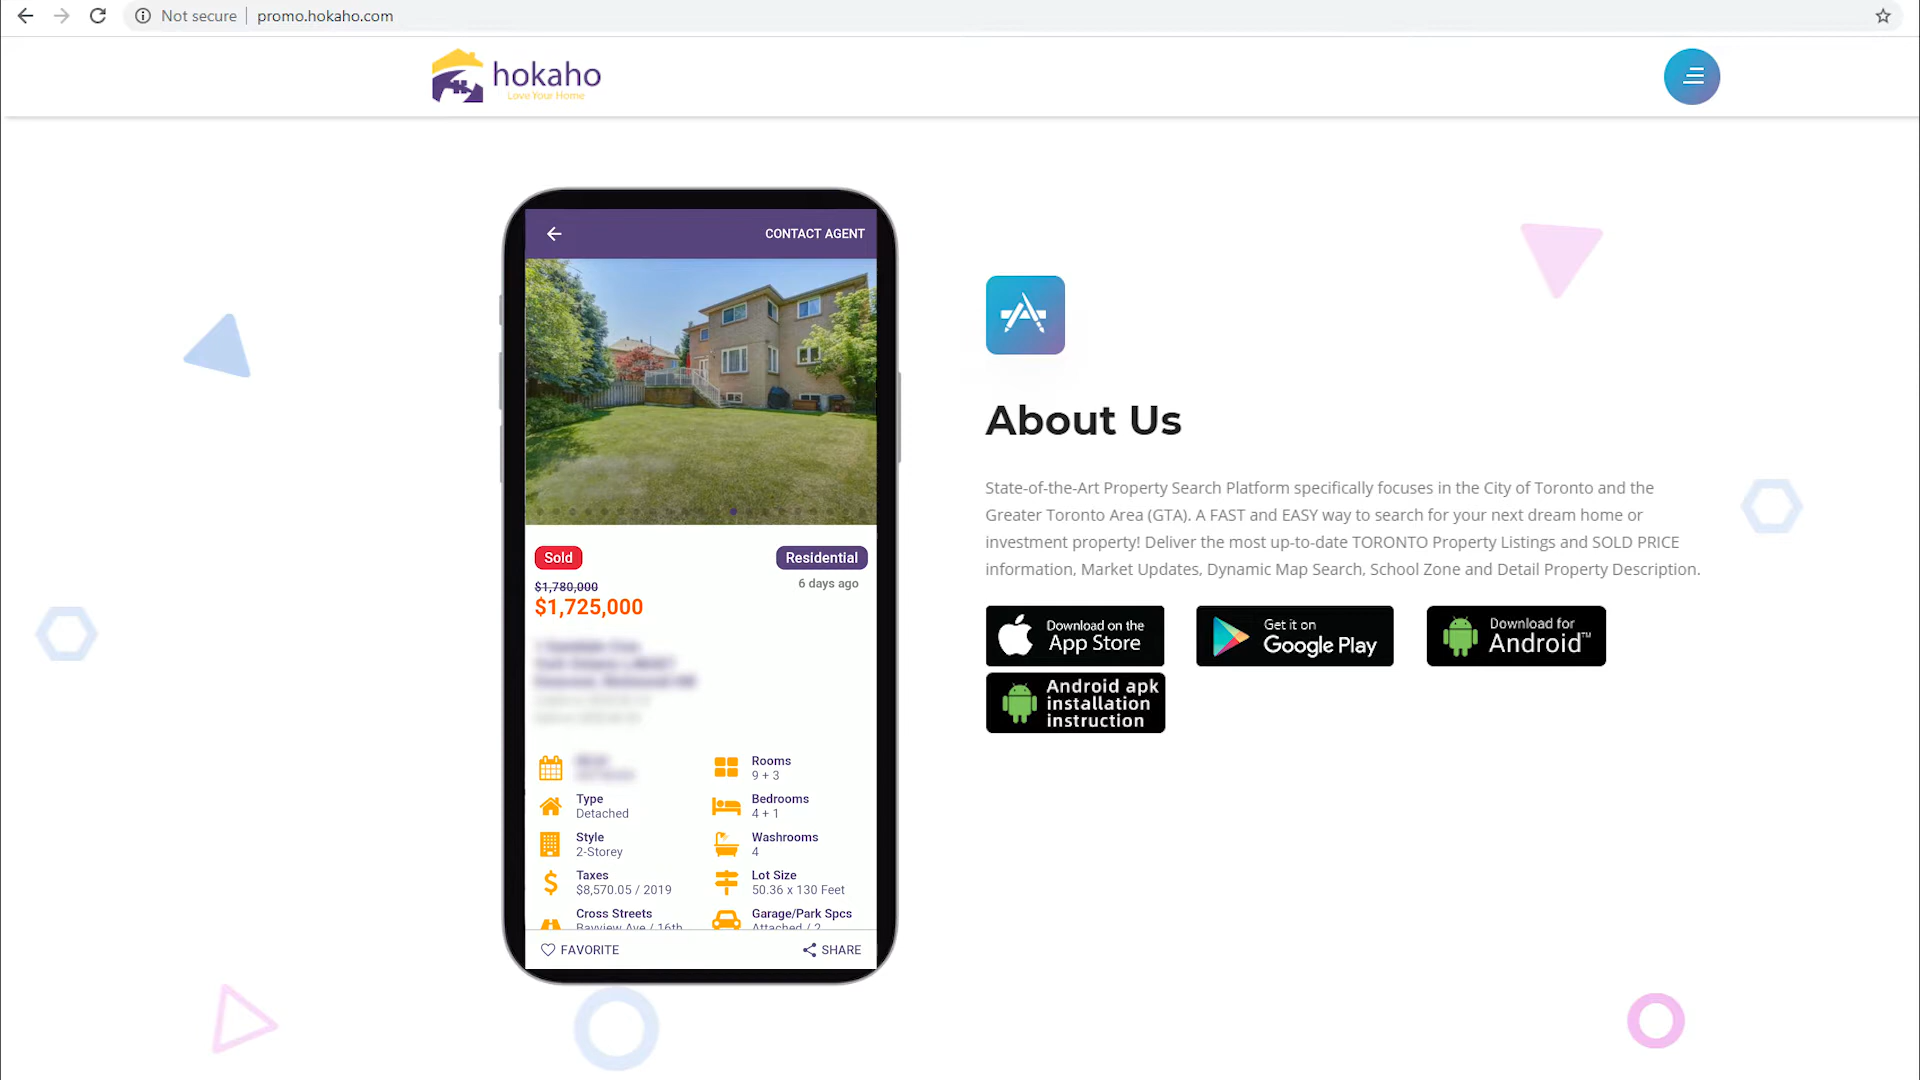 Not secure
promo.hokaho.com
hokaho
Love Your Home
CONTACT AGENT
Sold
Residential
$1,780,000
6 days ago
$1,725,000
Rooms
9 + 3
Type
Detached
Bedrooms
4 + 1
Style
2-Storey
Washrooms
4
Taxes
$8,570.05 / 2019
Lot Size
50.36 x 130 Feet
Cross Streets
Bayview Ave / 16th
Garage/Park Spcs
Attached / 2
FAVORITE
SHARE
About Us
State-of-the-Art Property Search Platform specifically focuses in the City of Toronto and the
Greater Toronto Area (GTA). A FAST and EASY way to search for your next dream home or
investment property! Deliver the most up-to-date TORONTO Property Listings and SOLD PRICE
information, Market Updates, Dynamic Map Search, School Zone and Detail Property Description.
Download on the
App Store
Get it on
Google Play
Download for
Android™
Android apk
installation
instruction